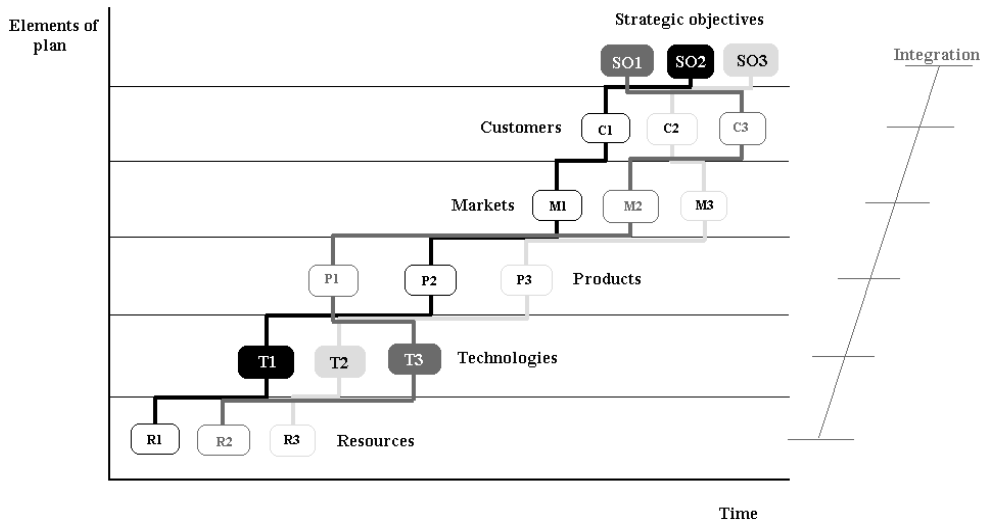 Elements of
plan
Strategic objectives
Integration
SO1 SO2 SO3
Customers C1 C2 C3
Markets M1 M2 M3
P1 P2 P3 Products
T1 T2 T3 Technologies
R1 R2 R3 Resources
Time